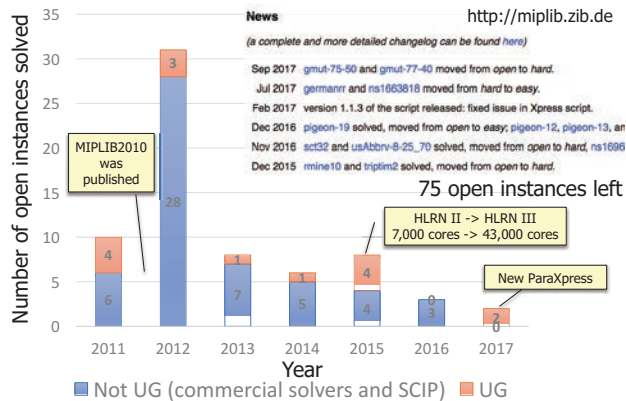 News
http://miplib.zib.de
(a complete and more detailed changelog can be found here)
Sep 2017 gmut-75-50 and gmut-77-40 moved from open to hard.
Jul 2017 germanrr and ns1663818 moved from hard to easy.
Feb 2017 version 1.1.3 of the script released: fixed issue in Xpress script.
Dec 2016 pigeon-19 solved, moved from open to easy; pigeon-12, pigeon-13, an
Nov 2016 sct32 and usAbbrv-8-25_70 solved, moved from open to hard, ns1696
Dec 2015 rmine10 and triptim2 solved, moved from open to hard.
75 open instances left
Number of open instances solved
35
30
25
20
15
10
5
0
MIPLIB2010
was
published
HLRN II -> HLRN III
7,000 cores -> 43,000 cores
New ParaXpress
4
6
3
28
1
7
1
5
4
4
0
3
2
0
2011 2012 2013 2014 2015 2016 2017
Year
Not UG (commercial solvers and SCIP) UG